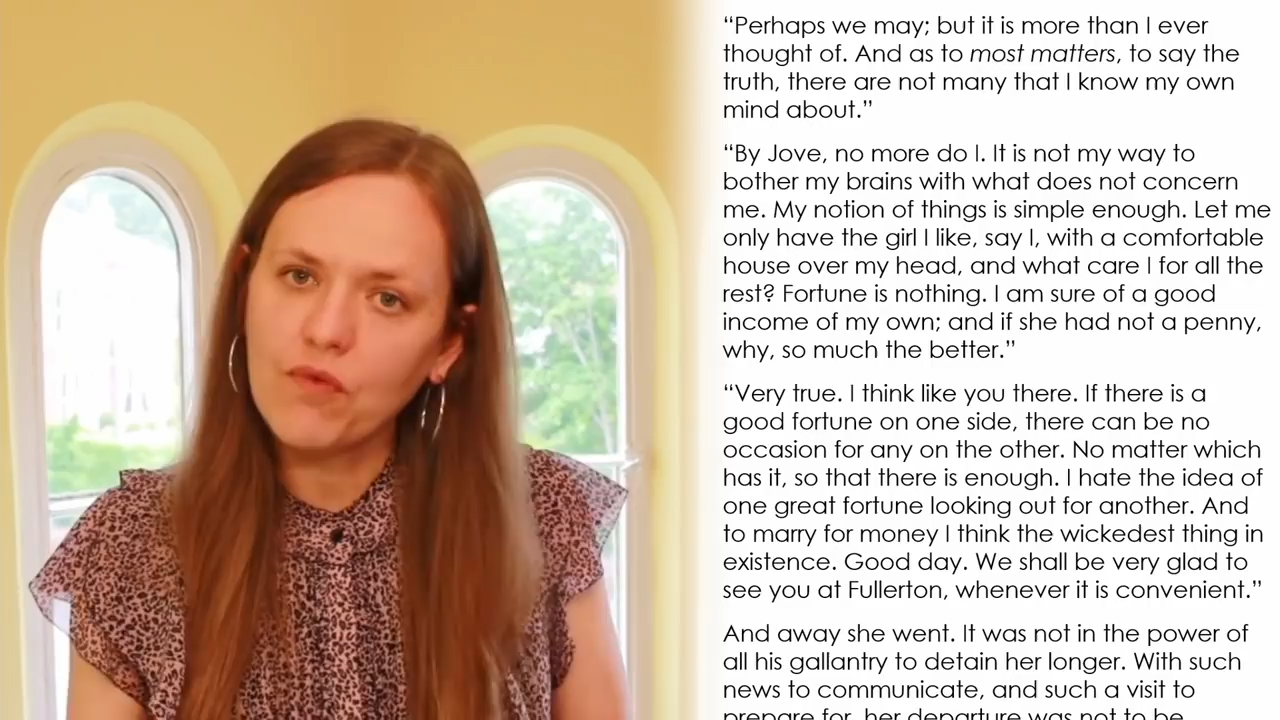 “Perhaps we may; but it is more than I ever
thought of. And as to most matters, to say the
truth, there are not many that I know my own
mind about.”
“By Jove, no more do I. It is not my way to
bother my brains with what does not concern
me. My notion of things is simple enough. Let me
only have the girl I like, say I, with a comfortable
house over my head, and what care I for all the
rest? Fortune is nothing. I am sure of a good
income of my own; and if she had not a penny,
why, so much the better.”
“Very true. I think like you there. If there is a
good fortune on one side, there can be no
occasion for any on the other. No matter which
has it, so that there is enough. I hate the idea of
one great fortune looking out for another. And
to marry for money I think the wickedest thing in
existence. Good day. We shall be very glad to
see you at Fullerton, whenever it is convenient.”
And away she went. It was not in the power of
all his gallantry to detain her longer. With such
news to communicate, and such a visit to
prepare for, her departure was not to be